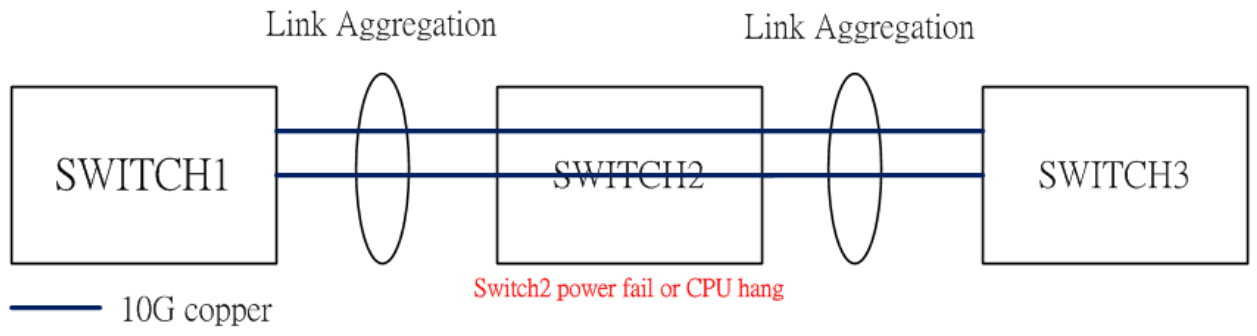 Link Aggregation
Link Aggregation
SWITCH1
SWITCH2
SWITCH3
Switch2 power fail or CPU hang
10G copper